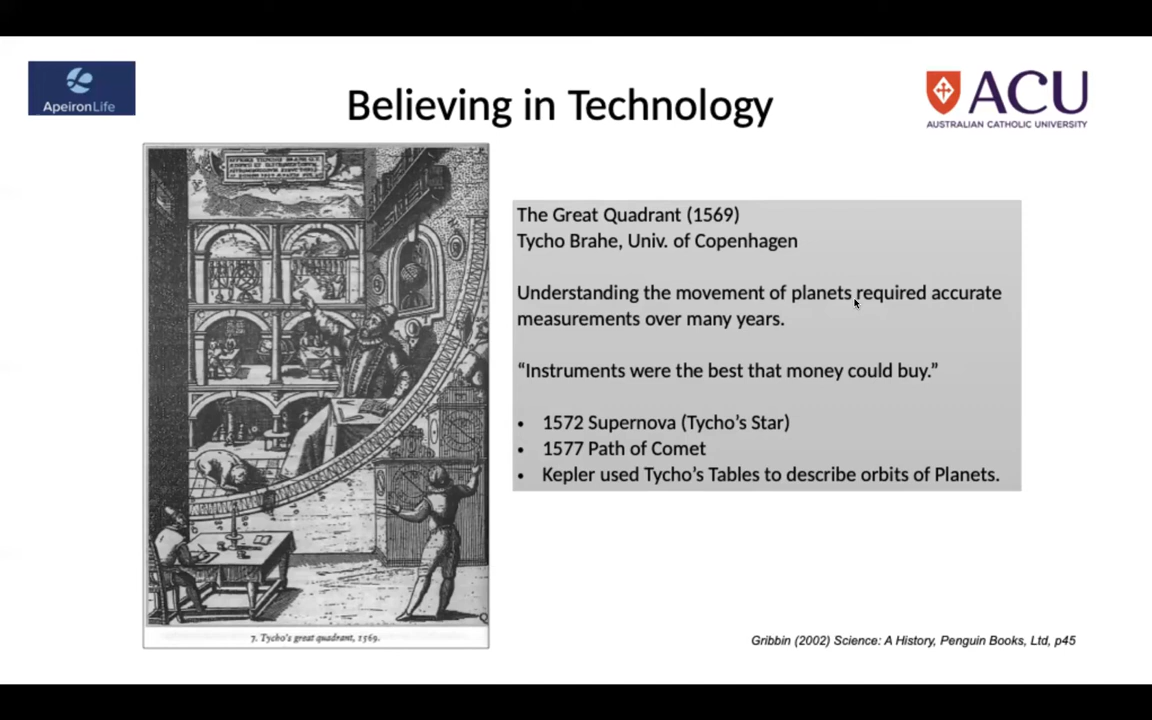 ApeironLife
Believing in Technology
ACU
AUSTRALIAN CATHOLIC UNIVERSITY
The Great Quadrant (1569)
Tycho Brahe, Univ. of Copenhagen
Understanding the movement of planets required accurate
measurements over many years.
“Instruments were the best that money could buy.”
• 1572 Supernova (Tycho’s Star)
• 1577 Path of Comet
• Kepler used Tycho’s Tables to describe orbits of Planets.
7. Tycho's great quadrant, 1569.
Gribbin (2002) Science: A History, Penguin Books, Ltd, p45